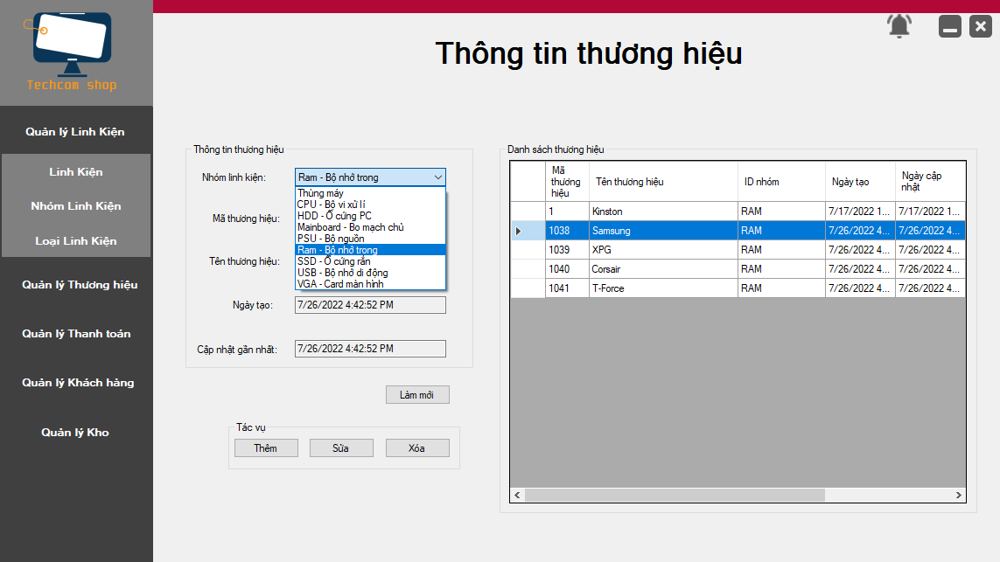 Techcom shop
Thông tin thương hiệu
Quản lý Linh Kiện
Linh Kiện
Nhóm Linh Kiện
Loại Linh Kiện
Quản lý Thương hiệu
Quản lý Thanh toán
Quản lý Khách hàng
Quản lý Kho
Thông tin thương hiệu
Nhóm linh kiện:
Ram - Bộ nhớ trong
Thùng máy
CPU - Bộ vi xử lí
HDD - Ổ cứng PC
Mainboard - Bo mạch chủ
PSU - Bộ nguồn
Ram - Bộ nhớ trong
SSD - Ổ cứng rắn
USB - Bộ nhớ di động
VGA - Card màn hình
Mã thương hiệu:
Tên thương hiệu:
Ngày tạo:
7/26/2022 4:42:52 PM
Cập nhật gần nhất:
7/26/2022 4:42:52 PM
Làm mới
Tác vụ
Thêm
Sửa
Xóa
Danh sách thương hiệu
Mã thương hiệu
Tên thương hiệu
ID nhóm
Ngày tạo
Ngày cập nhật
1 Kinston RAM 7/17/2022 1... 7/17/2022 1...
1038 Samsung RAM 7/26/2022 4... 7/26/2022 4...
1039 XPG RAM 7/26/2022 4... 7/26/2022 4...
1040 Corsair RAM 7/26/2022 4... 7/26/2022 4...
1041 T-Force RAM 7/26/2022 4... 7/26/2022 4...